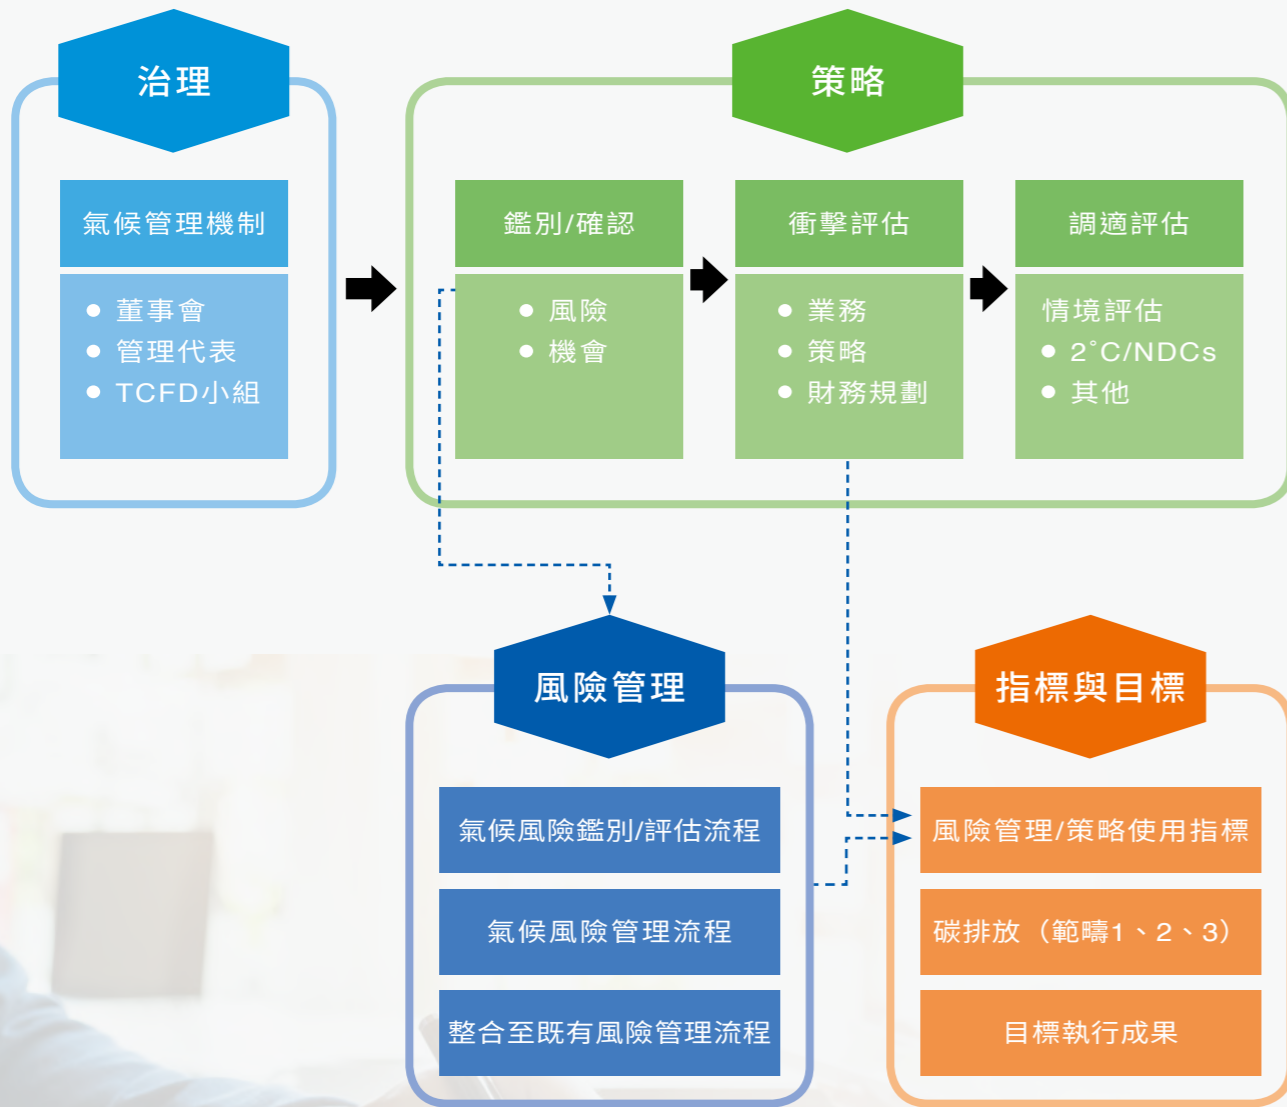 治理
氣候管理機制
● 董事會
● 管理代表
● TCFD小組
策略
鑑別/確認
● 風險
● 機會
衝擊評估
● 業務
● 策略
● 財務規劃
調適評估
情境評估
● 2°C/NDCs
● 其他
風險管理
氣候風險鑑別/評估流程
氣候風險管理流程
整合至既有風險管理流程
指標與目標
風險管理/策略使用指標
碳排放（範疇1、2、3）
目標執行成果